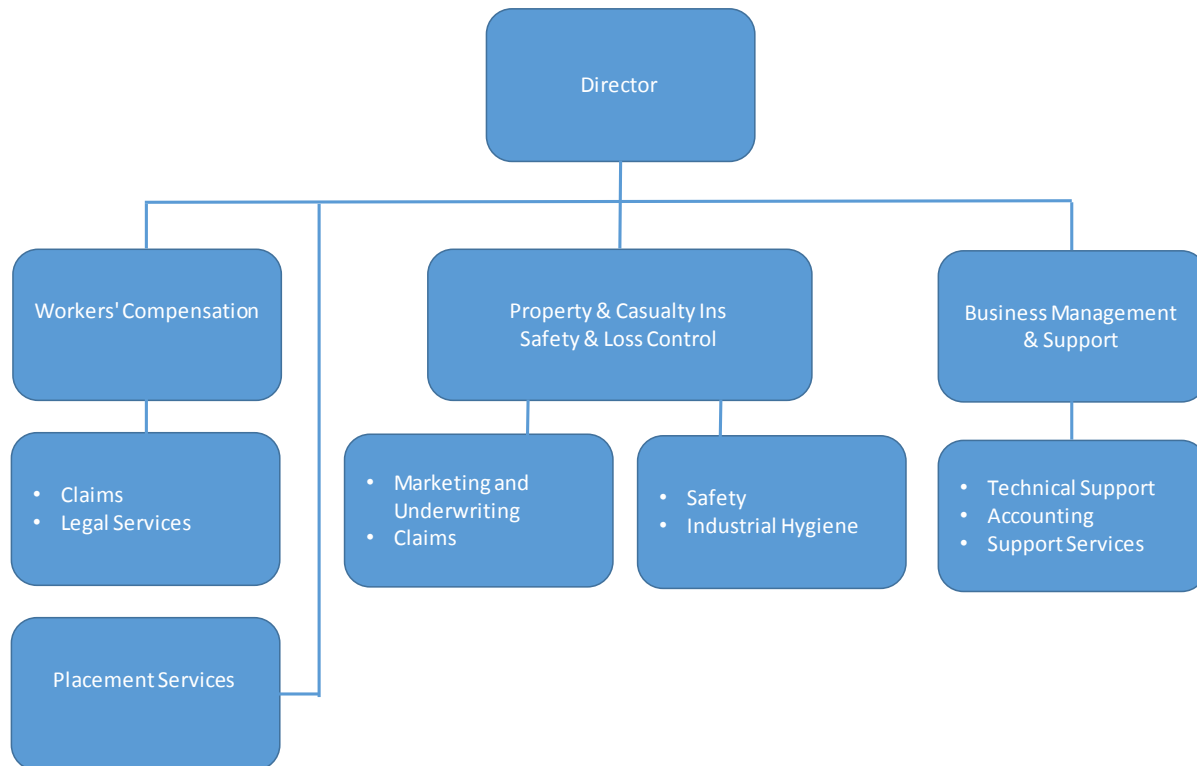 Director
Workers' Compensation
Property & Casualty Ins
Safety & Loss Control
Business Management
& Support
• Claims
• Legal Services
• Marketing and
Underwriting
• Claims
• Safety
• Industrial Hygiene
• Technical Support
• Accounting
• Support Services
Placement Services